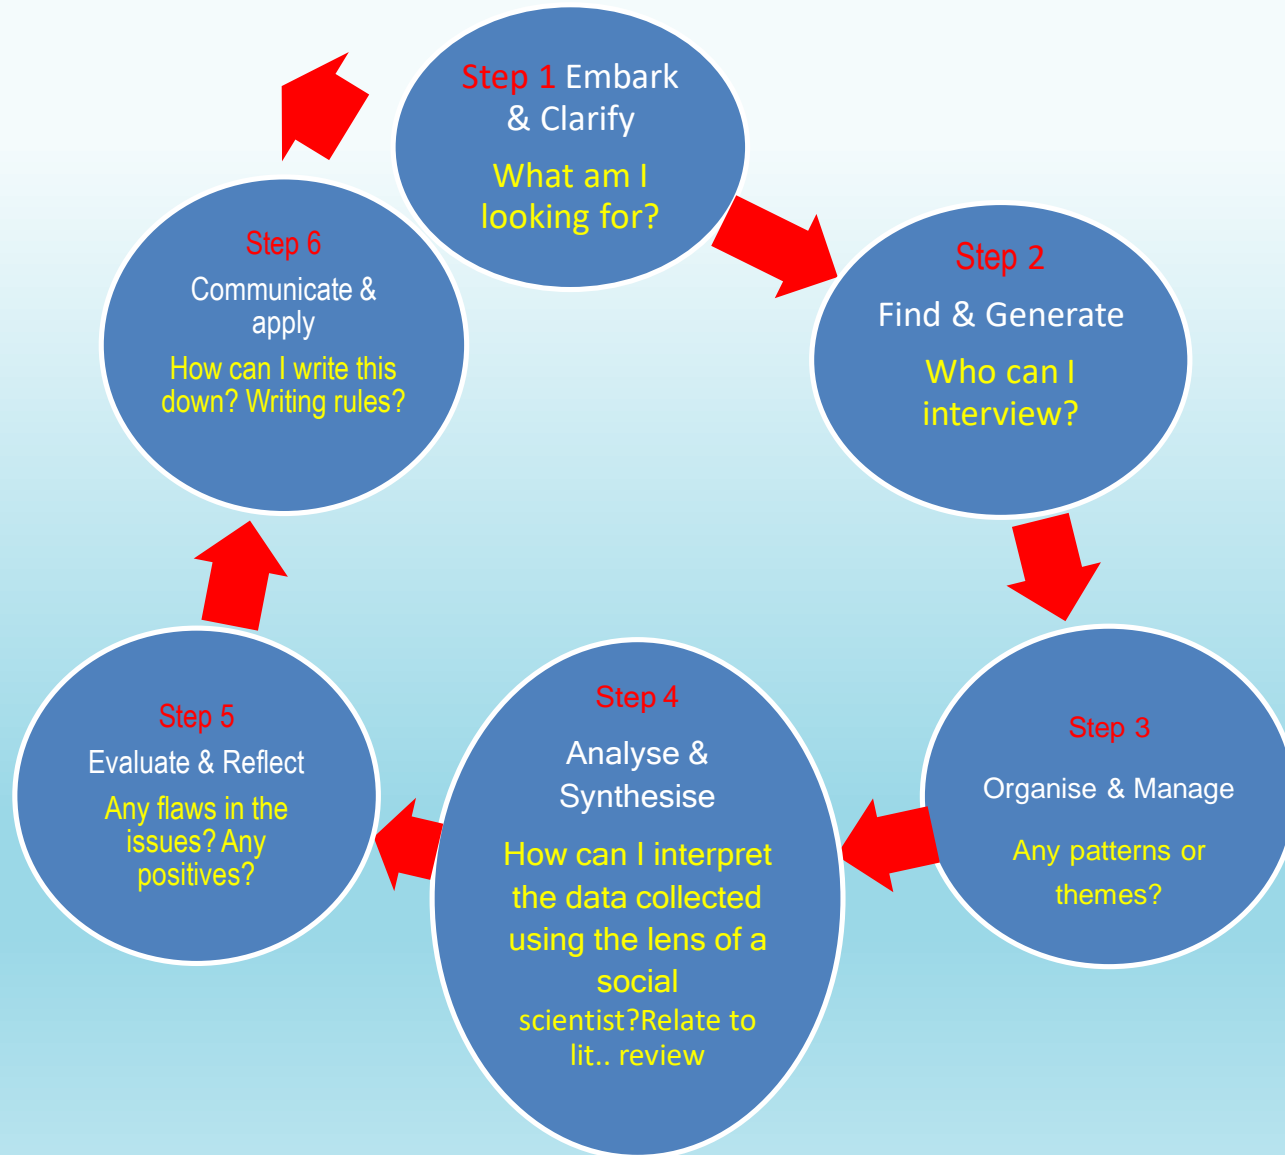 Step 1 Embark
& Clarify
What am I
looking for?
Step 2
Find & Generate
Who can I
interview?
Step 3
Organise & Manage
Any patterns or
themes?
Step 4
Analyse &
Synthesise
How can I interpret
the data collected
using the lens of a
social
scientist?Relate to
lit.. review
Step 5
Evaluate & Reflect
Any flaws in the
issues? Any
positives?
Step 6
Communicate &
apply
How can I write this
down? Writing rules?